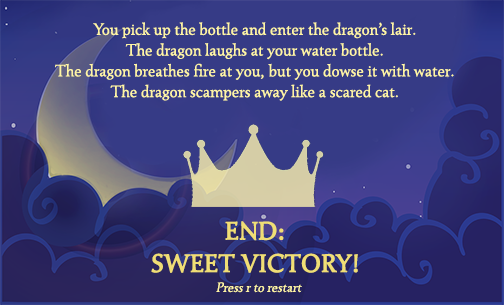 You pick up the bottle and enter the dragon's lair.
The dragon laughs at your water bottle.
The dragon breathes fire at you, but you dowse it with water.
The dragon scampers away like a scared cat.
END:
SWEET VICTORY!
Press r to restart